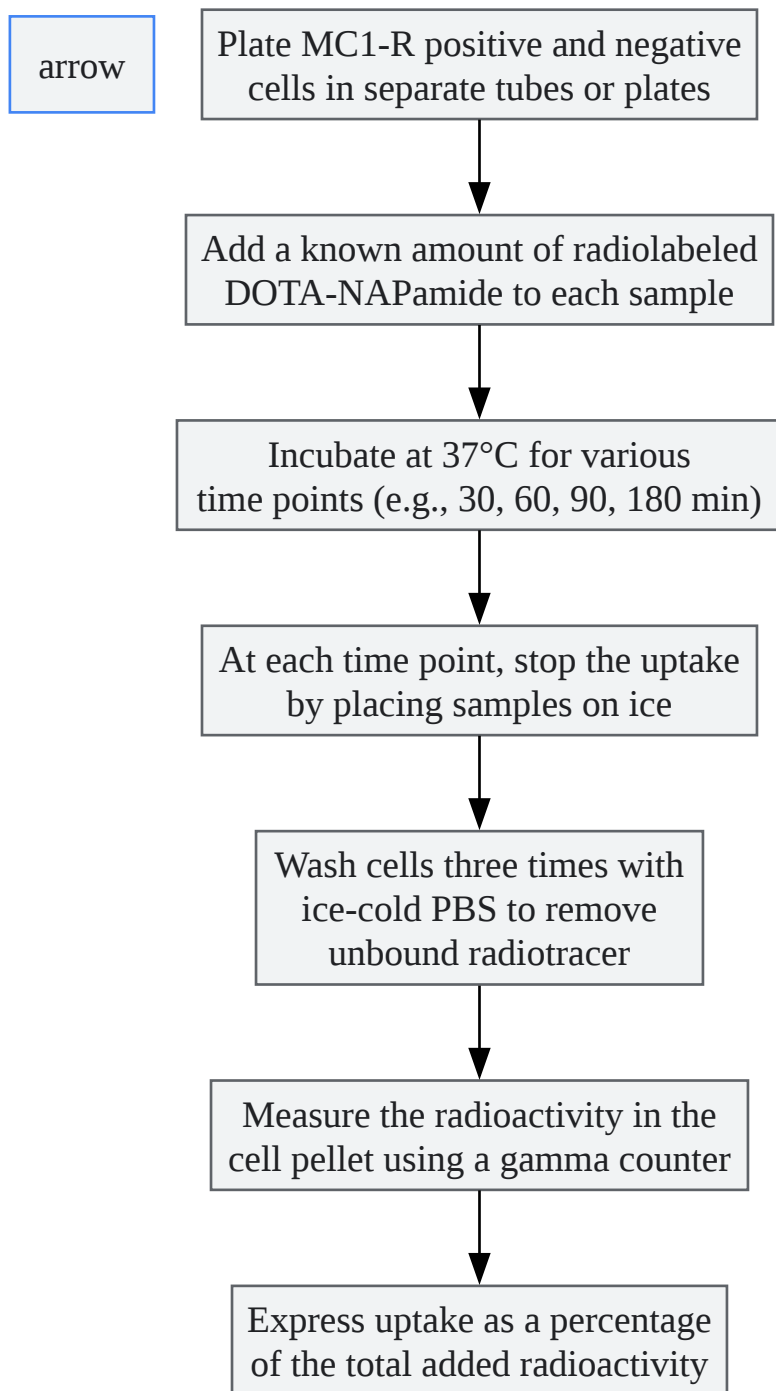 arrow
Plate MC1-R positive and negative
cells in separate tubes or plates
Add a known amount of radiolabeled
DOTA-NAPamide to each sample
Incubate at 37°C for various
time points (e.g., 30, 60, 90, 180 min)
At each time point, stop the uptake
by placing samples on ice
Wash cells three times with
ice-cold PBS to remove
unbound radiotracer
Measure the radioactivity in the
cell pellet using a gamma counter
Express uptake as a percentage
of the total added radioactivity